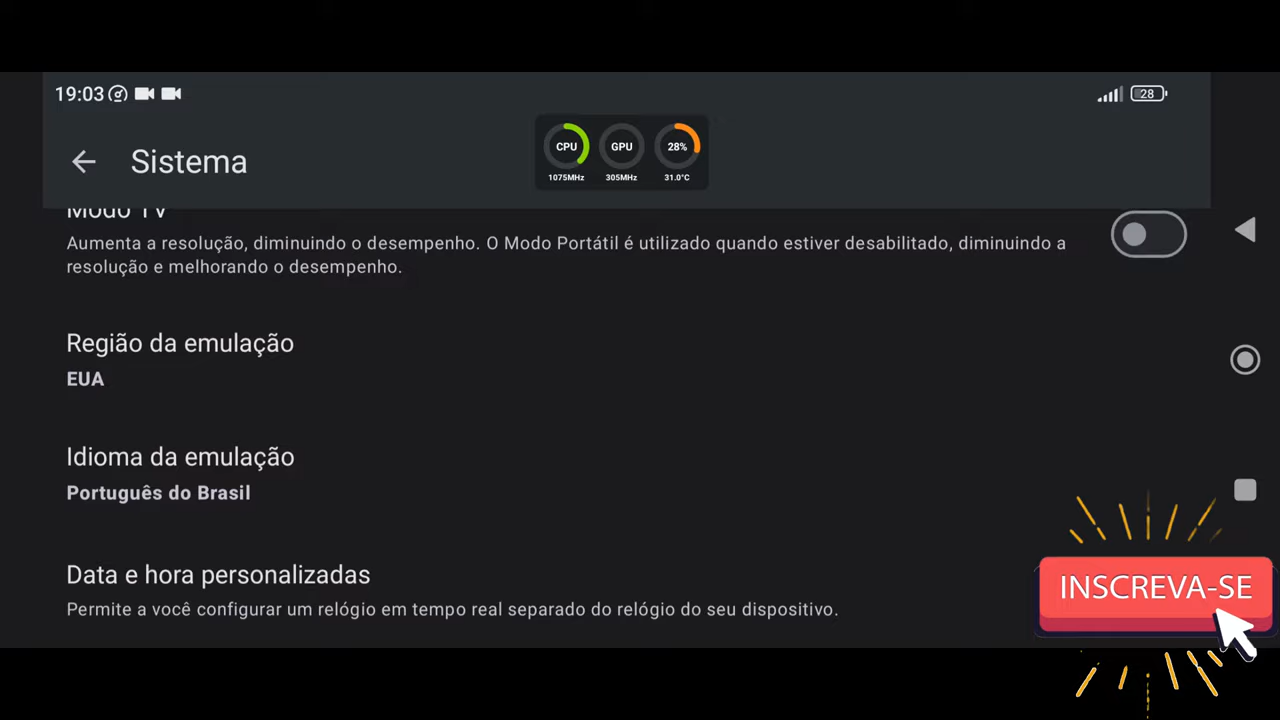 19:03
28
CPU
GPU
28%
1075MHz
305MHz
31.0°C
Sistema
Modo TV
Aumenta a resolução, diminuindo o desempenho. O Modo Portátil é utilizado quando estiver desabilitado, diminuindo a
resolução e melhorando o desempenho.
Região da emulação
EUA
Idioma da emulação
Português do Brasil
Data e hora personalizadas
Permite a você configurar um relógio em tempo real separado do relógio do seu dispositivo.
INSCREVA-SE